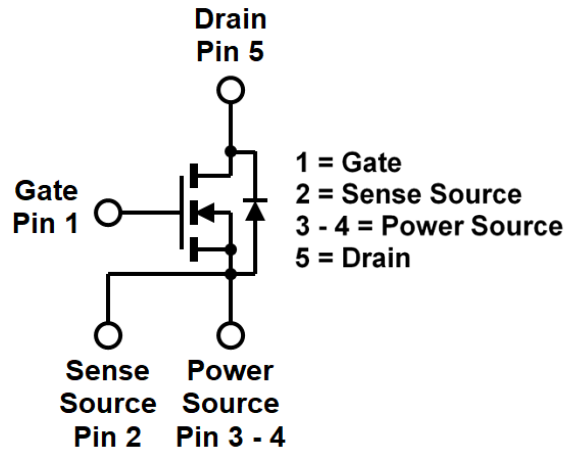 Drain
Pin 5
Gate
Pin 1
1 = Gate
2 = Sense Source
3 - 4 = Power Source
5 = Drain
Sense
Source
Pin 2
Power
Source
Pin 3 - 4